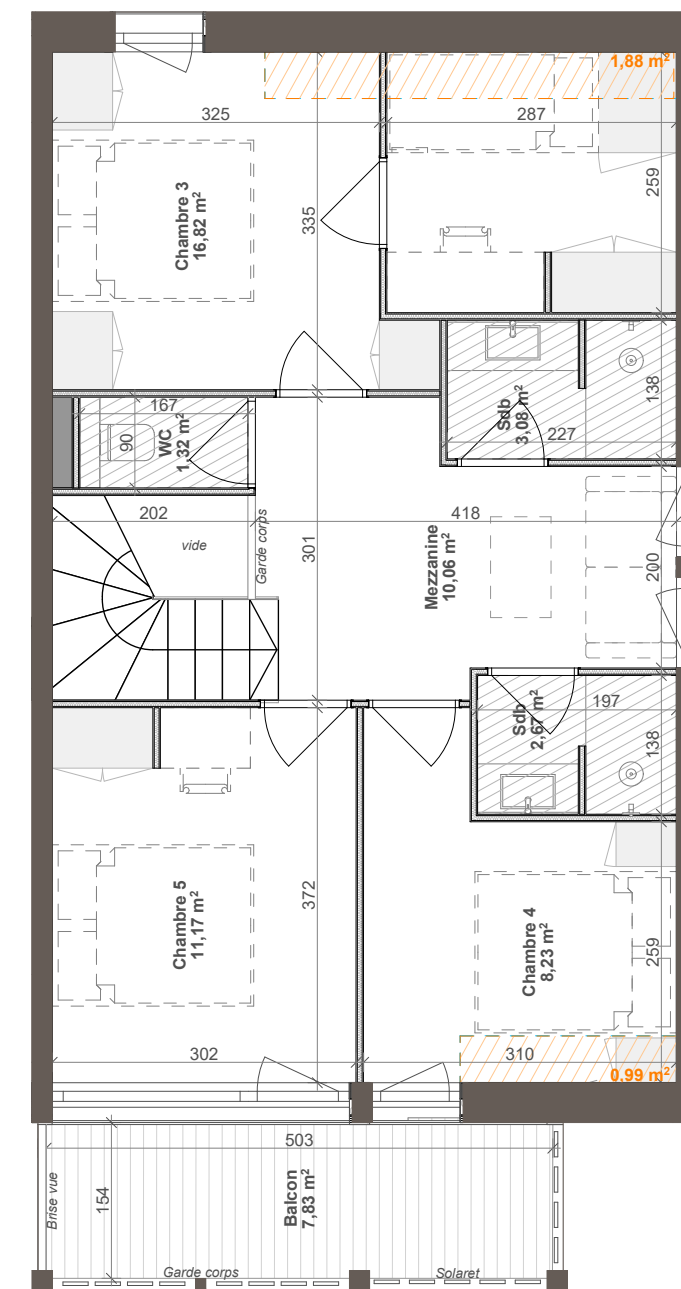 1,88 m²
325
287
Chambre 3
16,82 m²
335
259
167
WC
1,32 m²
90
Sdb
3,08 m²
138
227
202
vide
Garde corps
301
418
Mezzanine
10,06 m²
200
Sdb
2,67 m²
197
138
Chambre 5
11,17 m²
372
Chambre 4
8,23 m²
259
302
310
0,99 m²
503
Brise vue
154
Balcon
7,83 m²
Garde corps
Solaret